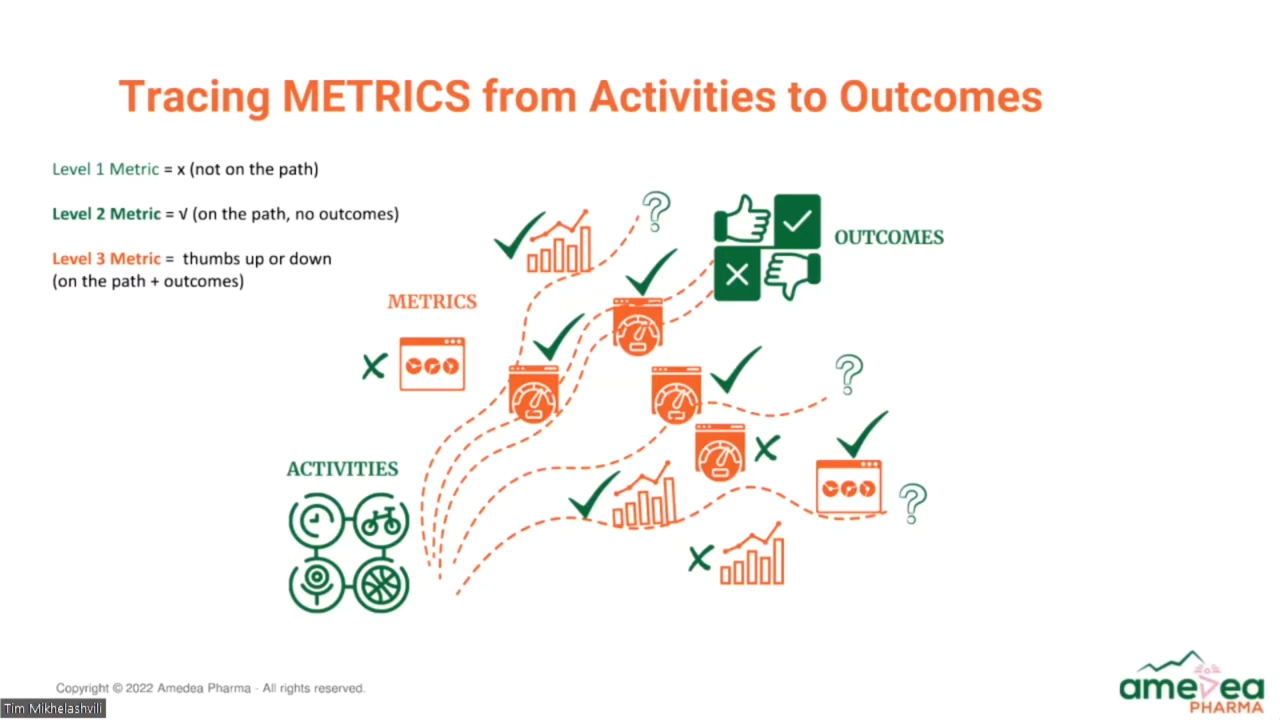 Tracing METRICS from Activities to Outcomes
Level 1 Metric = x (not on the path)
Level 2 Metric = √ (on the path, no outcomes)
Level 3 Metric =  thumbs up or down
(on the path + outcomes)
METRICS
OUTCOMES
ACTIVITIES
?
?
?
Copyright © 2022 Amedea Pharma - All rights reserved.
Tim Mikhelashvili
amedea
PHARMA